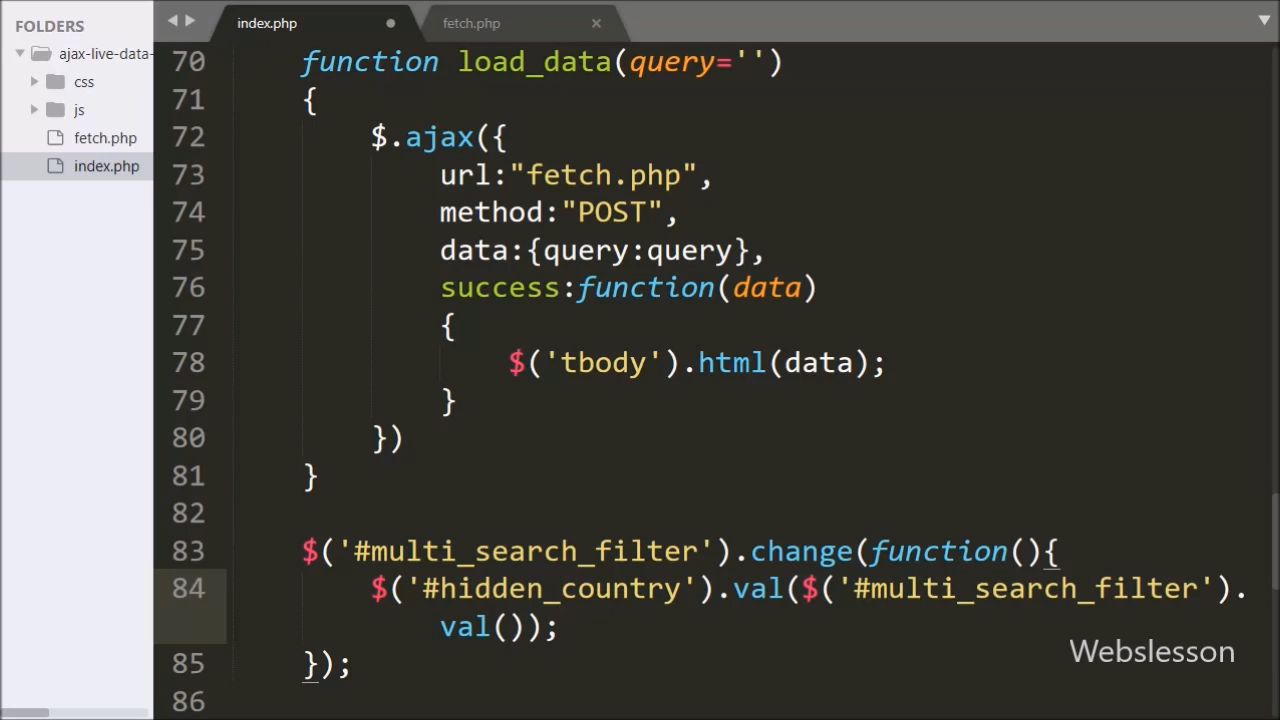 FOLDERS
ajax-live-data-
css
js
fetch.php
index.php
index.php
fetch.php
70 function load_data(query='')
71 {
72 $.ajax({
73 url:"fetch.php",
74 method:"POST",
75 data:{query:query},
76 success:function(data)
77 {
78 $('tbody').html(data);
79 }
80 })
81 }
82
83 $('#multi_search_filter').change(function(){
84 $('#hidden_country').val($('#multi_search_filter').
val());
85 });
86
Webslesson